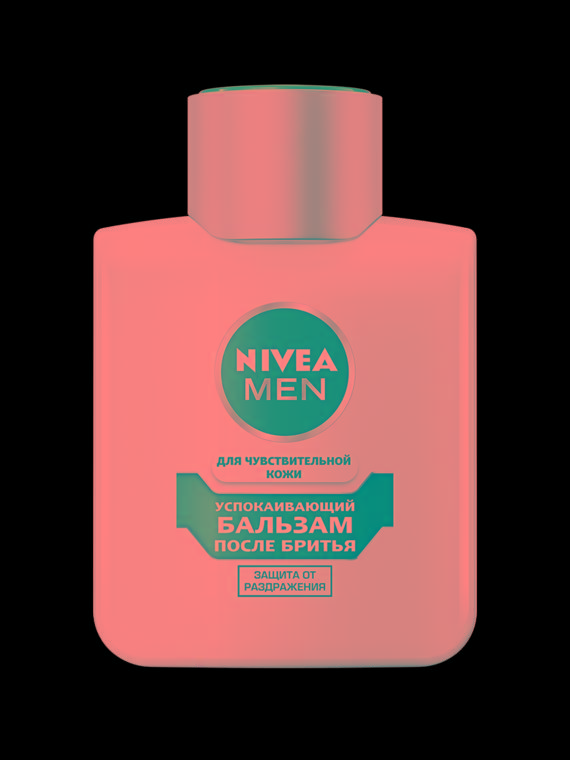 NIVEA
MEN
ДЛЯ ЧУВСТВИТЕЛЬНОЙ
КОЖИ
УСПОКАИВАЮЩИЙ
БАЛЬЗАМ
ПОСЛЕ БРИТЬЯ
ЗАЩИТА ОТ
РАЗДРАЖЕНИЯ